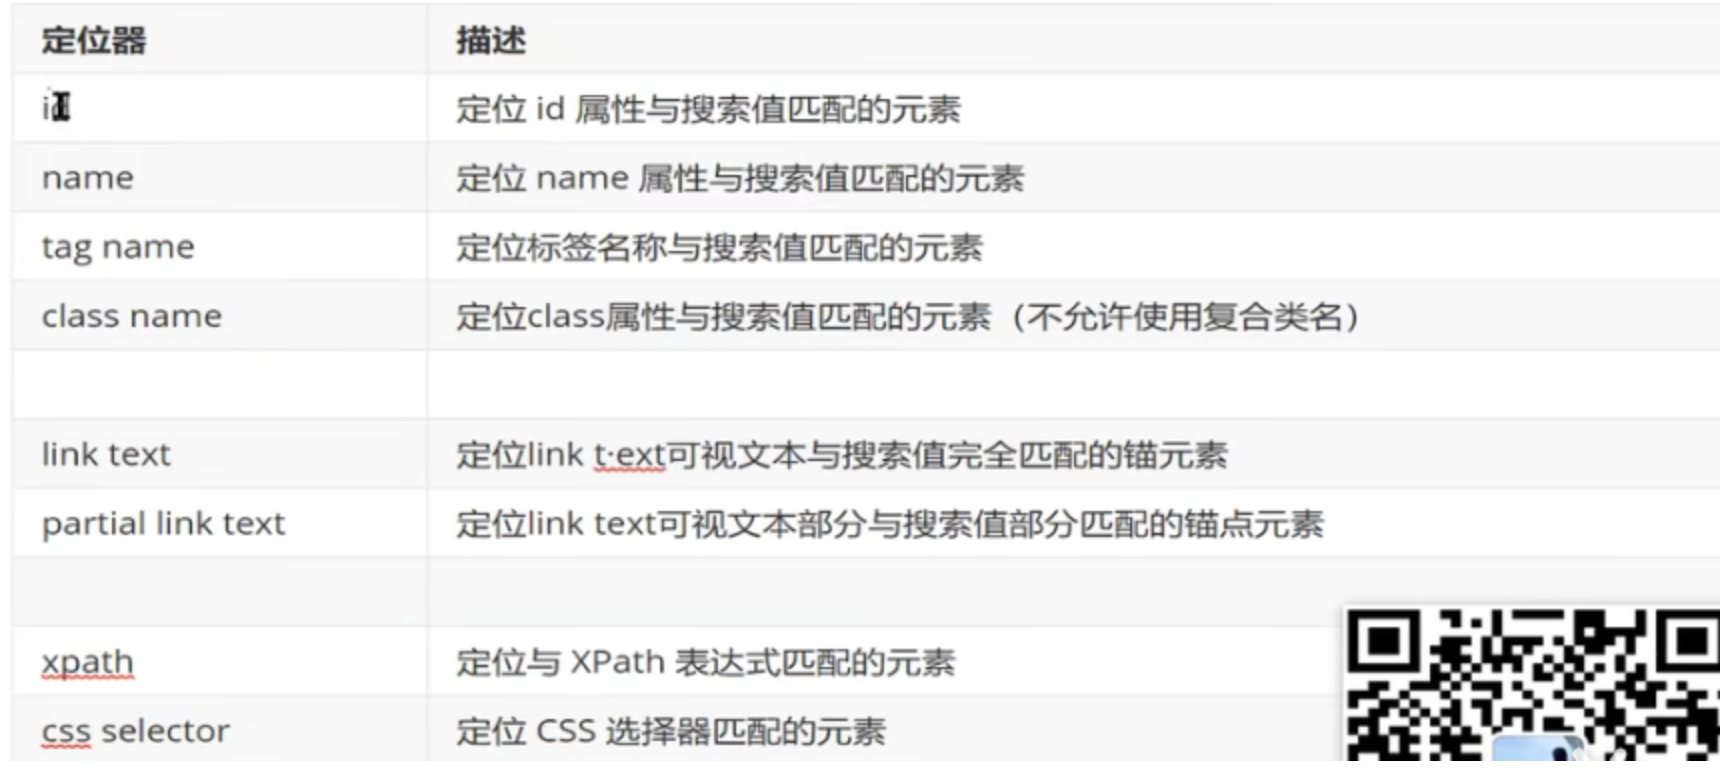 定位器 描述
id 定位 id 属性与搜索值匹配的元素
name 定位 name 属性与搜索值匹配的元素
tag name 定位标签名称与搜索值匹配的元素
class name 定位class属性与搜索值匹配的元素（不允许使用复合类名）
link text 定位link t·ext可视文本与搜索值完全匹配的锚元素
partial link text 定位link text可视文本部分与搜索值部分匹配的锚点元素
xpath 定位与 XPath 表达式匹配的元素
css selector 定位 CSS 选择器匹配的元素